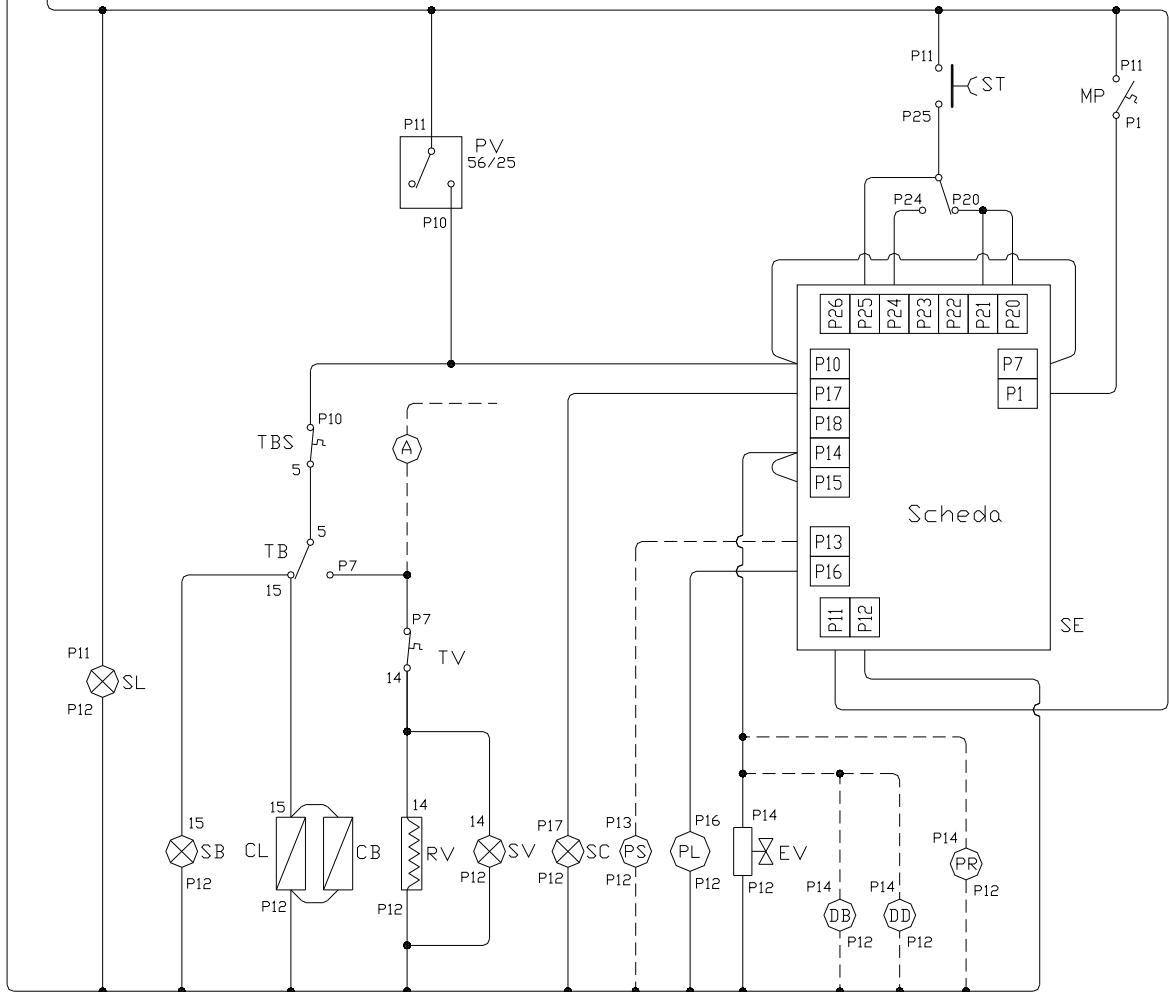 P11
ST
P25
P11
MP
P1
P11
PV
56/25
P10
P24
P20
P26
P25
P24
P23
P22
P21
P20
P10
P7
P17
P1
P18
P14
P15
Scheda
P13
P16
P11
P12
SE
P10
TBS
5
A
5
TB
15
P7
P7
TV
14
P11
SL
P12
15
SB
P12
15
CL
CB
P12
14
RV
P12
14
SV
P12
P17
SC
P12
P13
PS
P12
P16
PL
P12
P14
EV
P12
P14
DB
P12
P14
DD
P12
P14
PR
P12